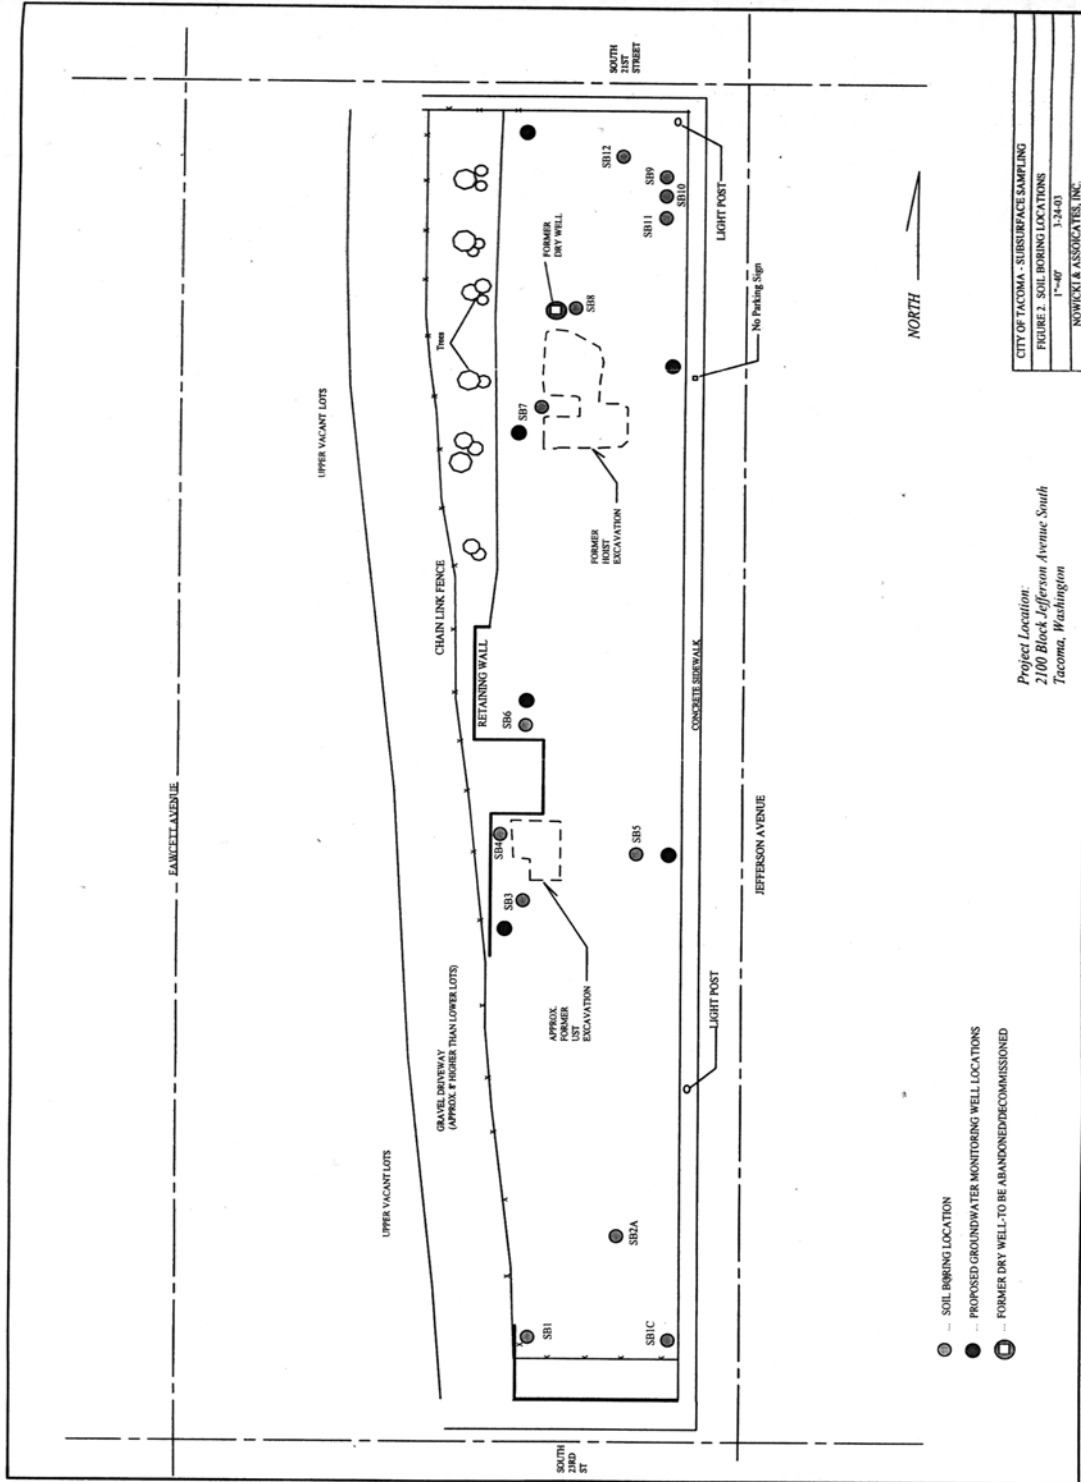 SOUTH
21ST
STREET
SB12
SB9
SB10
SB11
LIGHT POST
FORMER
DRY WELL
SB8
Trees
No Parking Sign
NORTH
UPPER VACANT LOTS
SB7
FORMER
HOIST
EXCAVATION
CHAIN LINK FENCE
RETAINING WALL
SB6
CONCRETE SIDEWALK
FAWCETT AVENUE
JEFFERSON AVENUE
SB4
SB5
SB3
APPROX.
FORMER
UST
EXCAVATION
LIGHT POST
GRAVEL DRIVEWAY
(APPROX. 8' HIGHER THAN LOWER LOTS)
UPPER VACANT LOTS
SB2A
SB1
SB1C
SOUTH
23RD
ST
CITY OF TACOMA - SUBSURFACE SAMPLING
FIGURE 2. SOIL BORING LOCATIONS
1"=40' 3-24-03
NOWICKI & ASSOICATES, INC.
Project Location:
2100 Block Jefferson Avenue South
Tacoma, Washington
... SOIL BORING LOCATION
... PROPOSED GROUNDWATER MONITORING WELL LOCATIONS
... FORMER DRY WELL-TO BE ABANDONED/DECOMMISSIONED